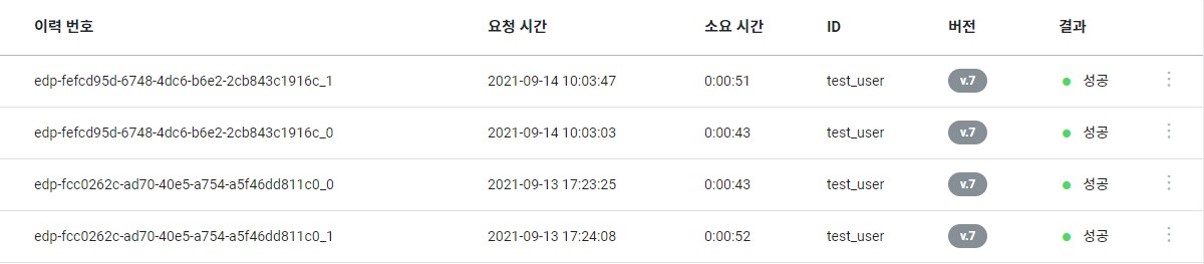 이력 번호 요청 시간 소요 시간 ID 버전 결과
edp-fefcd95d-6748-4dc6-b6e2-2cb843c1916c_1 2021-09-14 10:03:47 0:00:51 test_user v.7 성공
edp-fefcd95d-6748-4dc6-b6e2-2cb843c1916c_0 2021-09-14 10:03:03 0:00:43 test_user v.7 성공
edp-fcc0262c-ad70-40e5-a754-a5f46dd811c0_0 2021-09-13 17:23:25 0:00:43 test_user v.7 성공
edp-fcc0262c-ad70-40e5-a754-a5f46dd811c0_1 2021-09-13 17:24:08 0:00:52 test_user v.7 성공